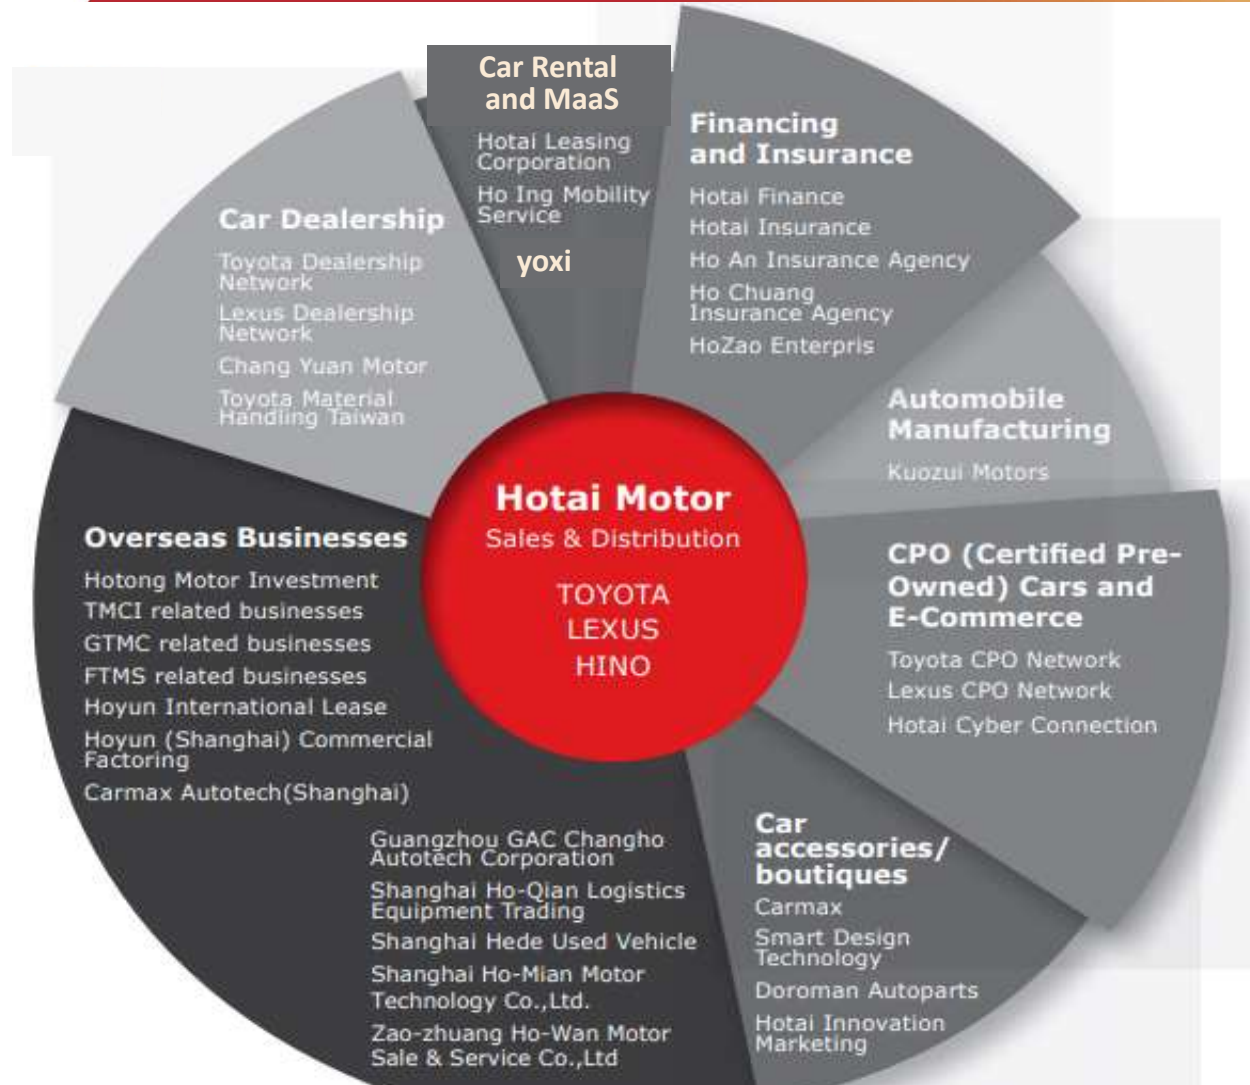 Car Rental
and MaaS
Hotai Leasing
Corporation
Ho Ing Mobility
Service
yoxi
Financing
and Insurance
Hotai Finance
Hotai Insurance
Ho An Insurance Agency
Ho Chuang
Insurance Agency
HoZao Enterpris
Automobile
Manufacturing
Kuozui Motors
CPO (Certified Pre-
Owned) Cars and
E-Commerce
Toyota CPO Network
Lexus CPO Network
Hotai Cyber Connection
Car
accessories/
boutiques
Carmax
Smart Design
Technology
Doroman Autoparts
Hotai Innovation
Marketing
Overseas Businesses
Hotong Motor Investment
TMCI related businesses
GTMC related businesses
FTMS related businesses
Hoyun International Lease
Hoyun (Shanghai) Commercial
Factoring
Carmax Autotech(Shanghai)
Guangzhou GAC Changho
Autotech Corporation
Shanghai Ho-Qian Logistics
Equipment Trading
Shanghai Hede Used Vehicle
Shanghai Ho-Mian Motor
Technology Co.,Ltd.
Zao-zhuang Ho-Wan Motor
Sale & Service Co.,Ltd
Car Dealership
Toyota Dealership
Network
Lexus Dealership
Network
Chang Yuan Motor
Toyota Material
Handling Taiwan
Hotai Motor
Sales & Distribution
TOYOTA
LEXUS
HINO